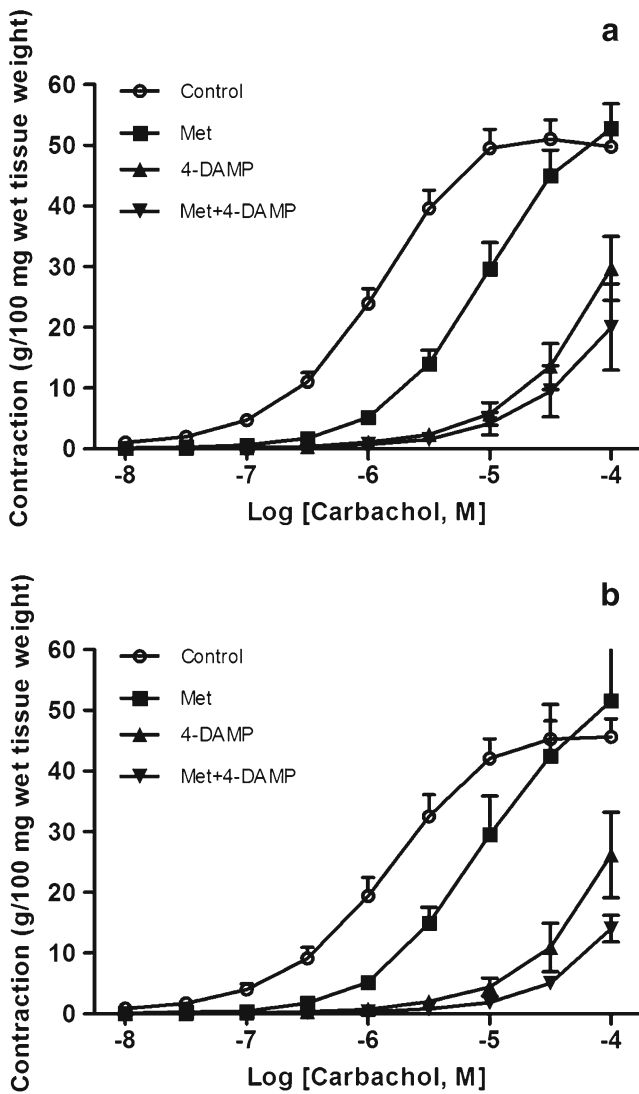 a
Contraction (g/100 mg wet tissue weight)
60
50
40
30
20
10
0
Control
Met
4-DAMP
Met+4-DAMP
-8
-7
-6
-5
-4
Log [Carbachol, M]
b
Contraction (g/100 mg wet tissue weight)
60
50
40
30
20
10
0
Control
Met
4-DAMP
Met+4-DAMP
-8
-7
-6
-5
-4
Log [Carbachol, M]